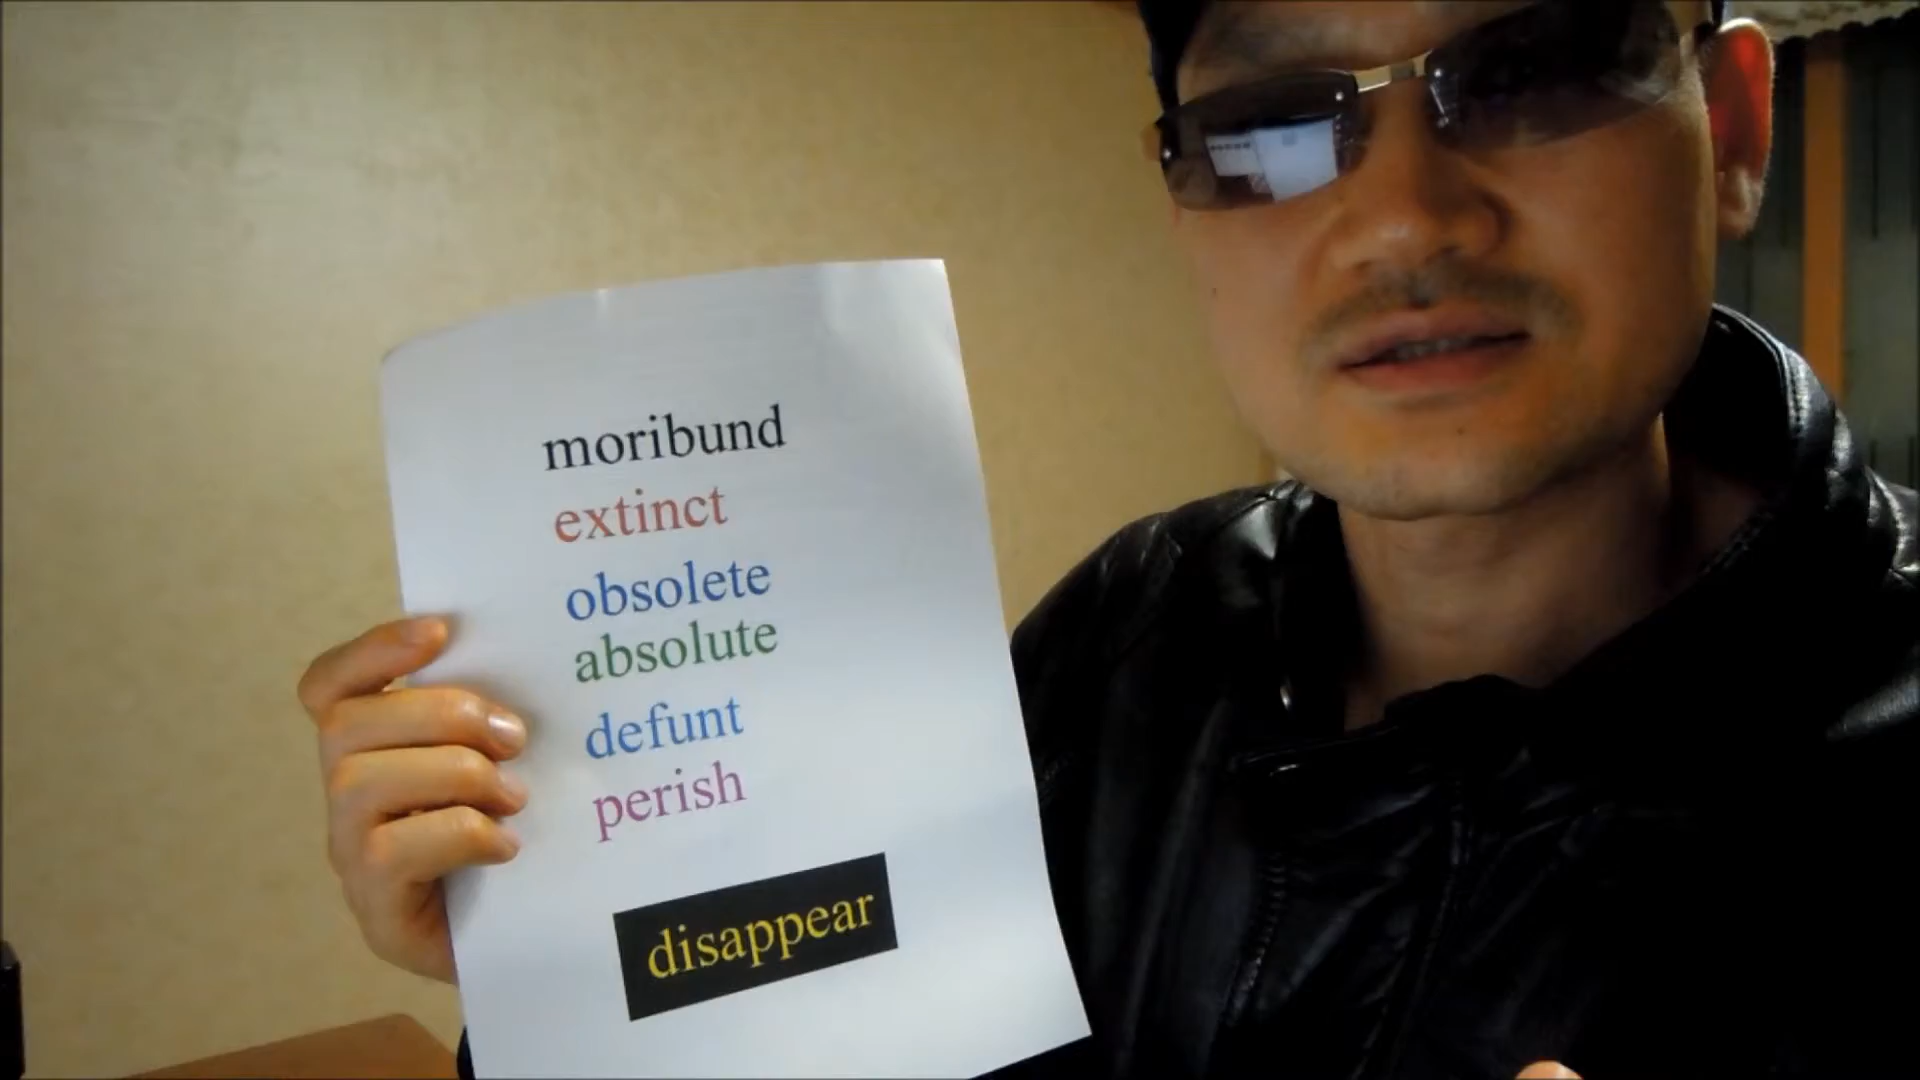 moribund
extinct
obsolete
absolute
defunt
perish
disappear